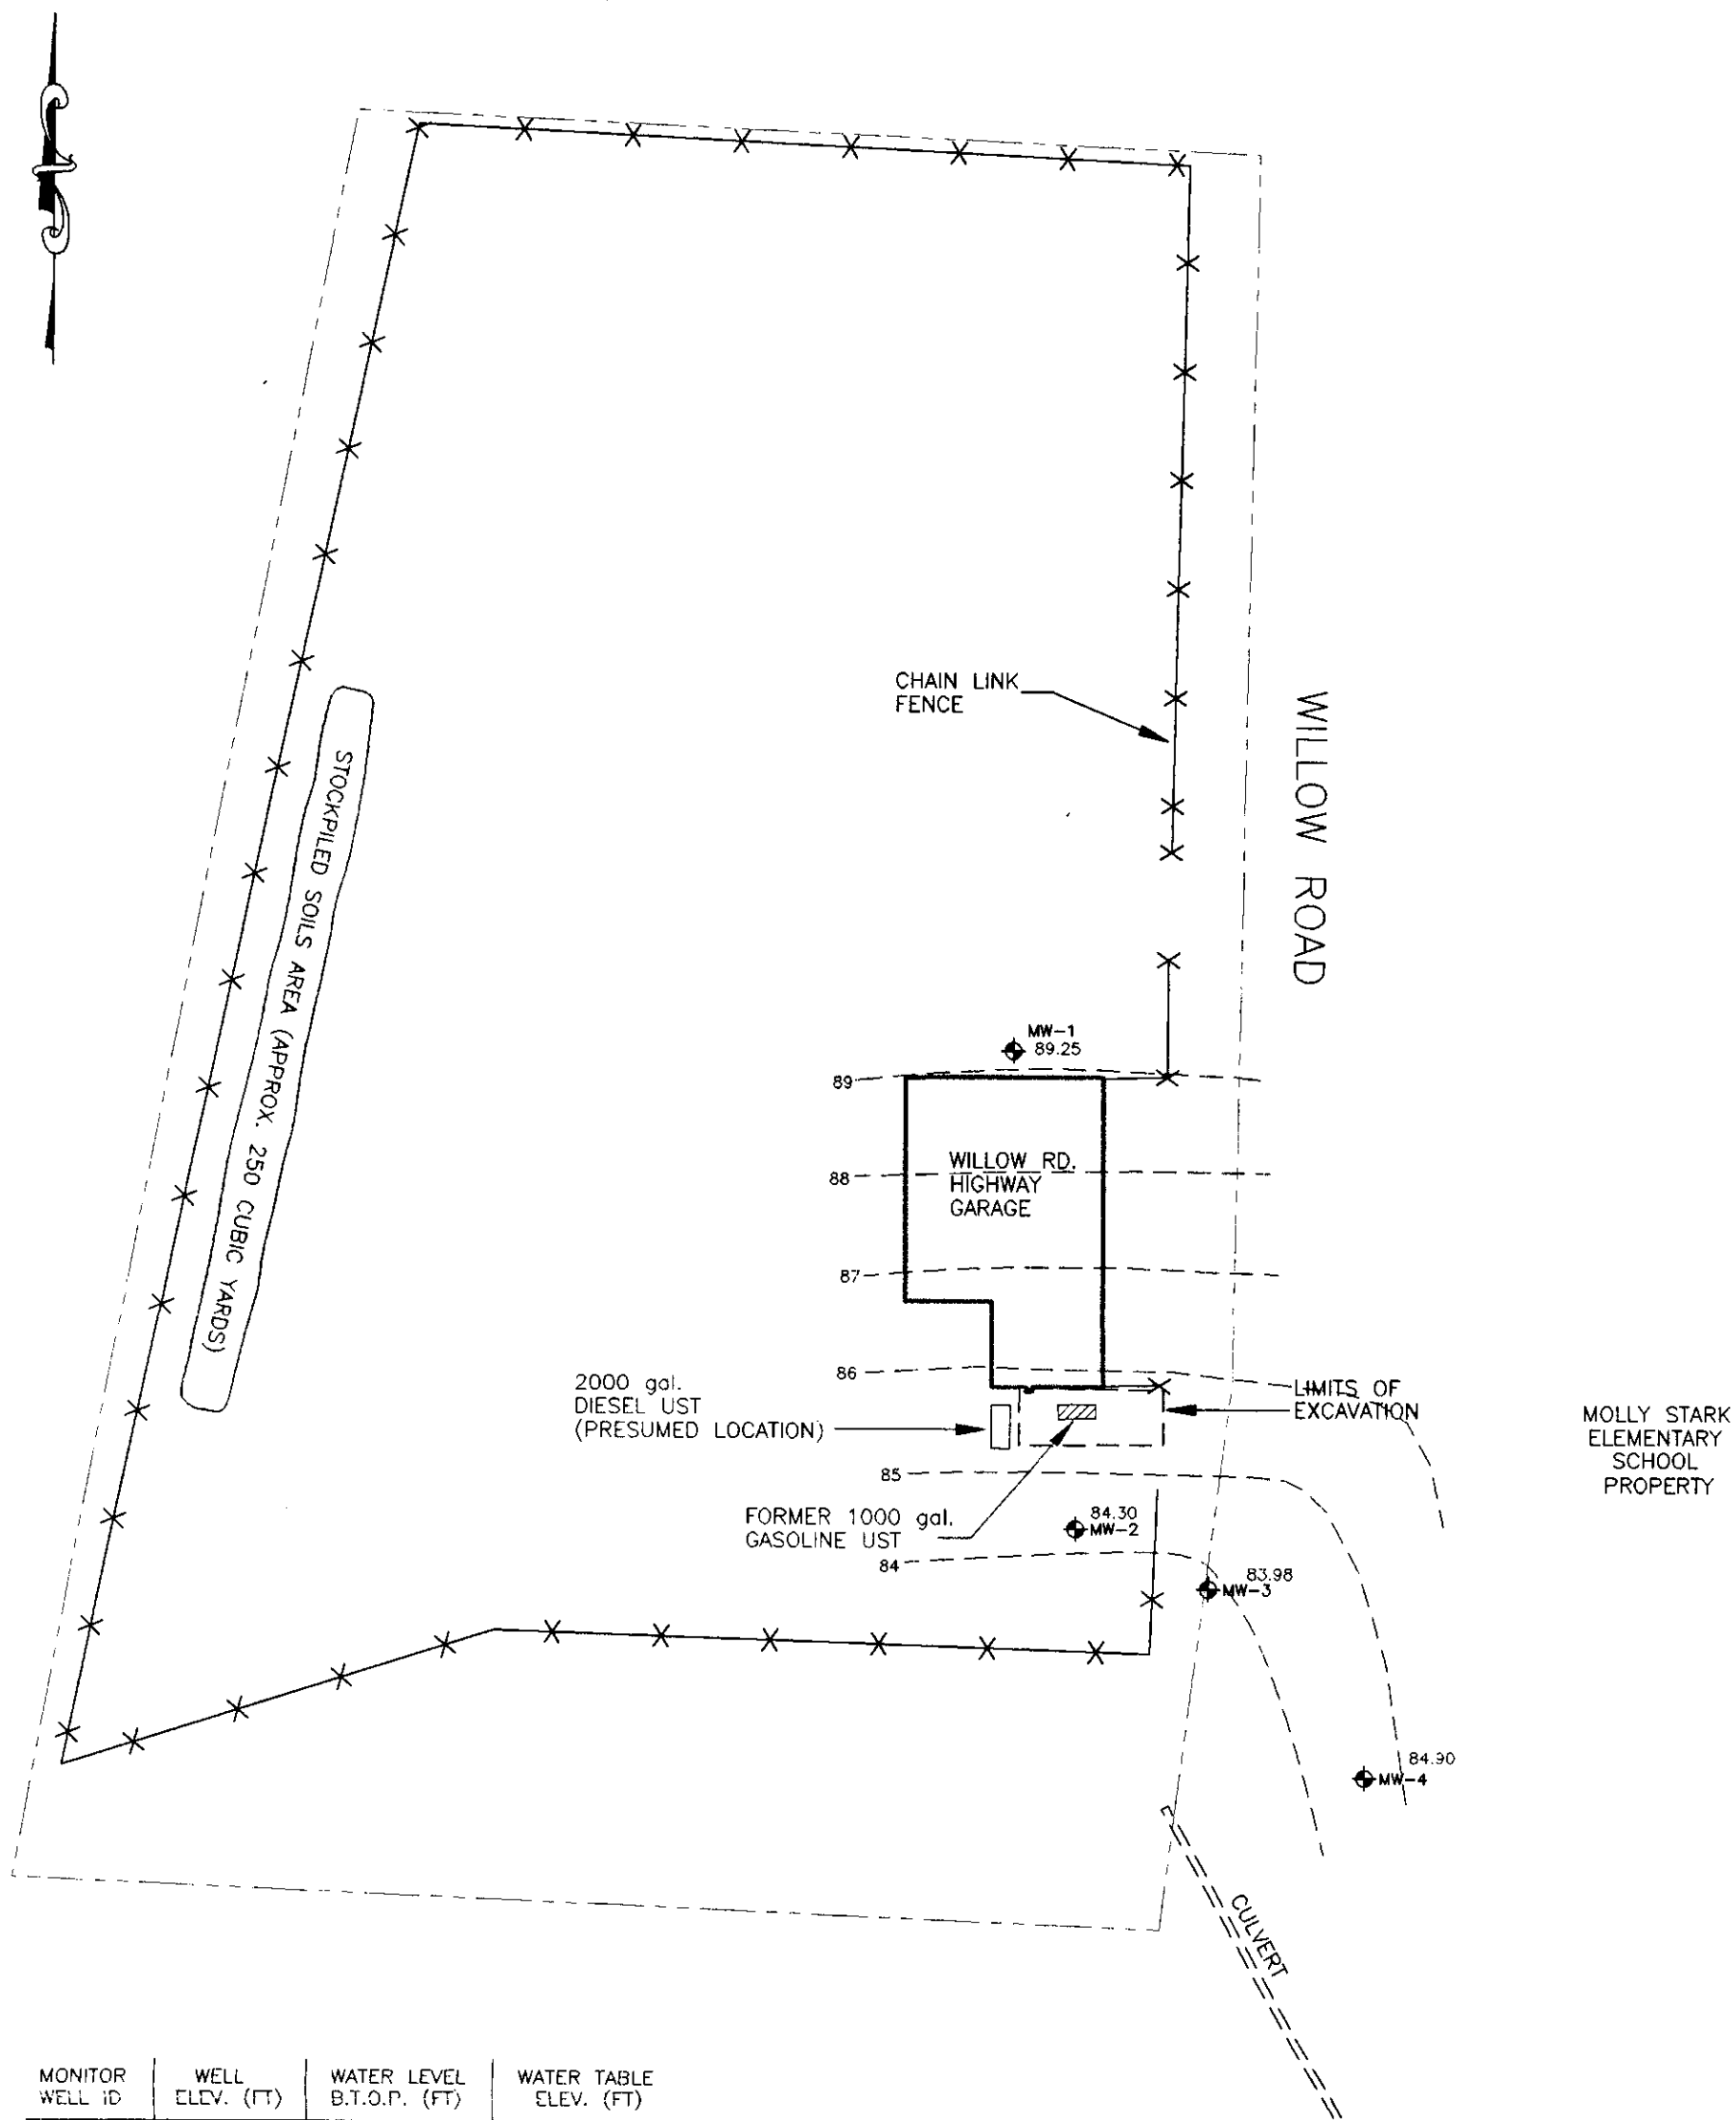 CHAIN LINK
FENCE
WILLOW ROAD
STOCKPILED SOILS AREA (APPROX. 250 CUBIC YARDS)
MW-1
89.25
89
88
WILLOW RD.
HIGHWAY
GARAGE
87
86
2000 gal.
DIESEL UST
(PRESUMED LOCATION)
LIMITS OF
EXCAVATION
MOLLY STARK
ELEMENTARY
SCHOOL
PROPERTY
85
FORMER 1000 gal.
GASOLINE UST
84.30
MW-2
84
83.98
MW-3
84.90
MW-4
CULVERT
MONITOR
WELL ID
WELL
ELEV. (FT)
WATER LEVEL
B.T.O.P. (FT)
WATER TABLE
ELEV. (FT)